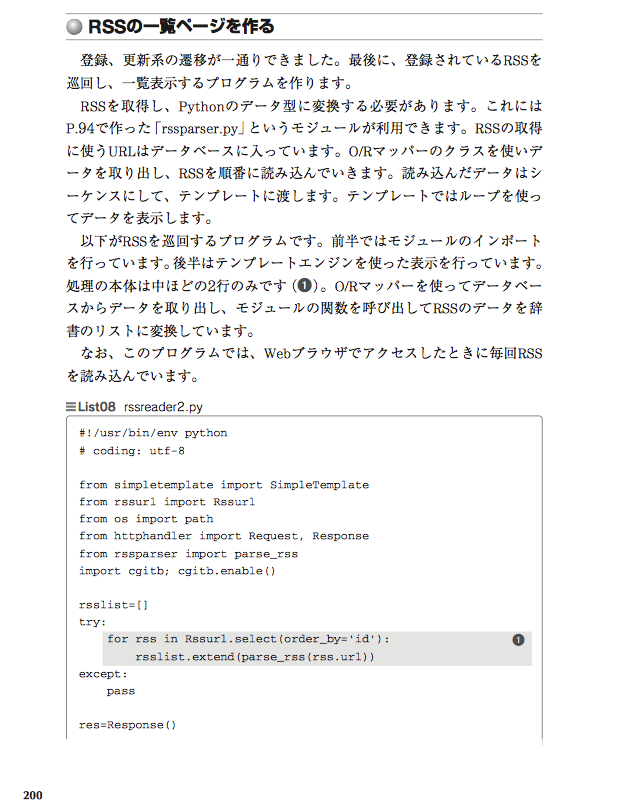 RSSの一覧ページを作る
登録、更新系の遷移が一通りできました。最後に、登録されているRSSを
巡回し、一覧表示するプログラムを作ります。
RSSを取得し、Pythonのデータ型に変換する必要があります。これには
P.94で作った「rssparser.py」というモジュールが利用できます。RSSの取得
に使うURLはデータベースに入っています。O/Rマッパーのクラスを使いデ
ータを取り出し、RSSを順番に読み込んでいきます。読み込んだデータはシ
ーケンスにして、テンプレートに渡します。テンプレートではループを使っ
てデータを表示します。
以下がRSSを巡回するプログラムです。前半ではモジュールのインポート
を行っています。後半はテンプレートエンジンを使った表示を行っています。
処理の本体は中ほどの2行のみです（❶）。O/Rマッパーを使ってデータベー
スからデータを取り出し、モジュールの関数を呼び出してRSSのデータを辞
書のリストに変換しています。
なお、このプログラムでは、Webブラウザでアクセスしたときに毎回RSS
を読み込んでいます。
List08 rssreader2.py
#!/usr/bin/env python
# coding: utf-8
from simpletemplate import SimpleTemplate
from rssurl import Rssurl
from os import path
from httphandler import Request, Response
from rssparser import parse_rss
import cgitb; cgitb.enable()
rsslist=[]
try:
    for rss in Rssurl.select(order_by='id'): ❶
        rsslist.extend(parse_rss(rss.url))
except:
    pass
res=Response()
200